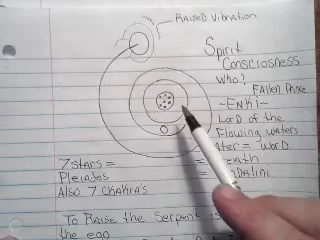 RAISED VIBRATION
Spirit
Consciousness
Who?
FALLEN Prince
~ENKi~
LORD of the
Flowing waters
= WORD
7 stars =
= 
Pleiades
=
Also 7 Chakra's
To RAise the Serpent is
the ego